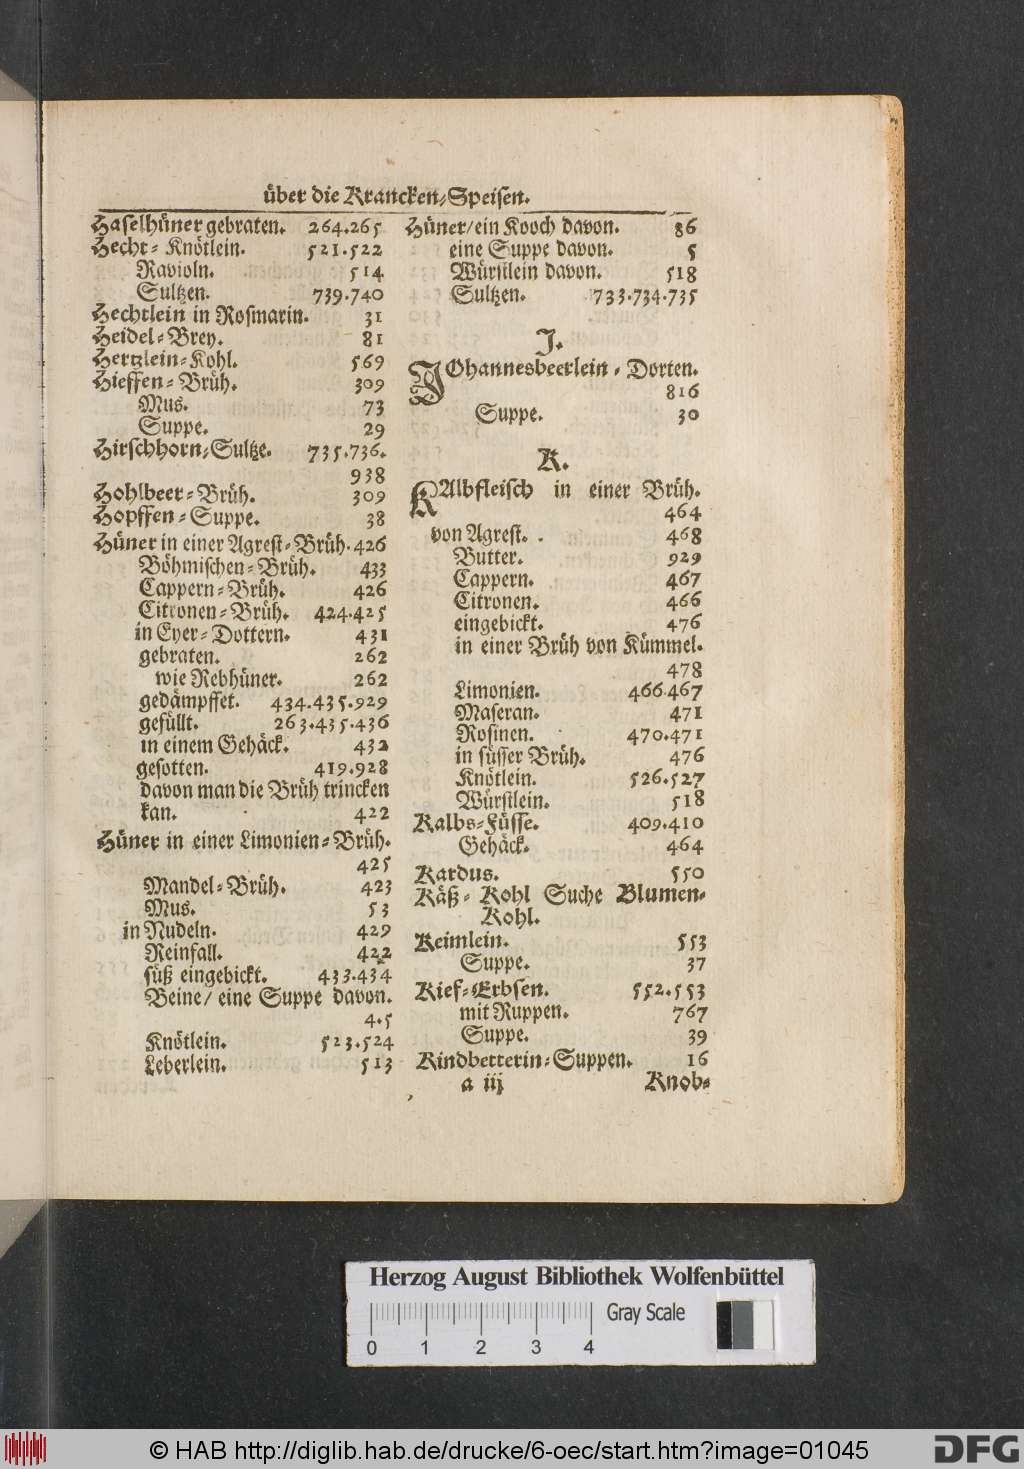 über die Krancken-Speisen.
Haselhüner gebraten. 264.265
Hecht-Knötlein. 521.522
Ravioln. 514
Sultzen. 739.740
Hechtlein in Rosmarin. 31
Heidel-Brey. 81
Hertzlein-Kohl. 569
Hieffen-Brüh. 309
Mus. 73
Suppe. 29
Hirschhorn-Sultze. 735.736.
938
Hohlbeer-Brüh. 309
Hopffen-Suppe. 38
Hüner in einer Agrest-Brüh. 426
Böhmischen-Brüh. 433
Cappern-Brüh. 426
Citronen-Brüh. 424.425
in Eyer-Dottern. 431
gebraten. 262
wie Rebhüner. 262
gedämpffet. 434.435.929
gefüllt. 263.435.436
in einem Gehäck. 432
gesotten. 419.928
davon man die Brüh trincken
kan. 422
Hüner in einer Limonien-Brüh.
425
Mandel-Brüh. 423
Mus. 53
in Nudeln. 429
Reinfall. 422
süß eingebickt. 433.434
Beine/ eine Suppe davon.
4.5
Knötlein. 523.524
Leberlein. 513
Hüner/ein Kooch davon. 86
eine Suppe davon. 5
Würstlein davon. 518
Sultzen. 733.734.735
J.
JOhannesbeerlein-Dorten.
816
Suppe. 30
K.
KAlbfleisch in einer Brüh.
464
von Agrest. 468
Butter. 929
Cappern. 467
Citronen. 466
eingebickt. 476
in einer Brüh von Kümmel.
478
Limonien. 466.467
Maseran. 471
Rosinen. 470.471
in süsser Brüh. 476
Knötlein. 526.527
Würstlein. 518
Kalbs-Füsse. 409.410
Gehäck. 464
Kardus. 550
Käß-Kohl Suche Blumen-
Kohl.
Keimlein. 553
Suppe. 37
Kief-Erbsen. 552.553
mit Ruppen. 767
Suppe. 39
Kindbetterin-Suppen. 16
a iij Knob-
Herzog August Bibliothek Wolfenbüttel
Gray Scale
0 1 2 3 4
© HAB http://diglib.hab.de/drucke/6-oec/start.htm?image=01045
DFG